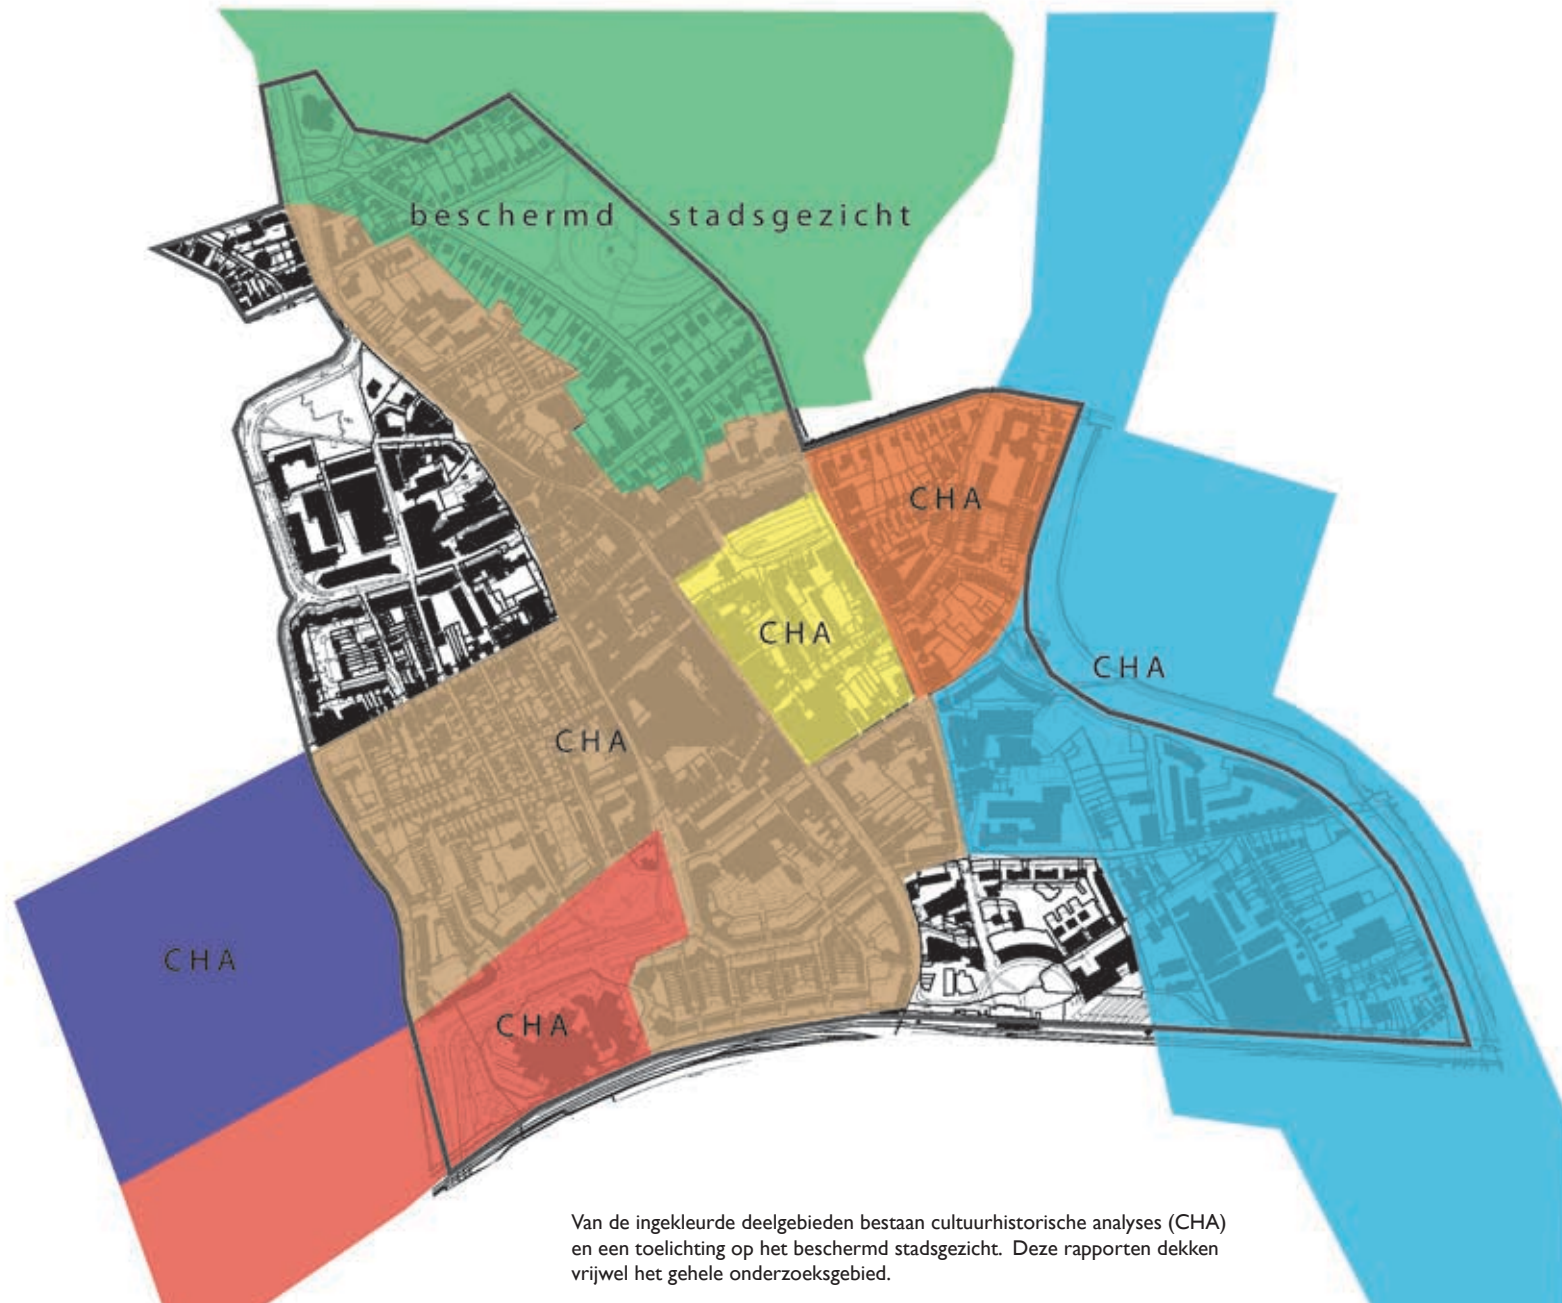 beschermd stadsgezicht
CHA
CHA
CHA
CHA
CHA
CHA
Van de ingekleurde deelgebieden bestaan cultuurhistorische analyses (CHA)
en een toelichting op het beschermd stadsgezicht. Deze rapporten dekken
vrijwel het gehele onderzoeksgebied.